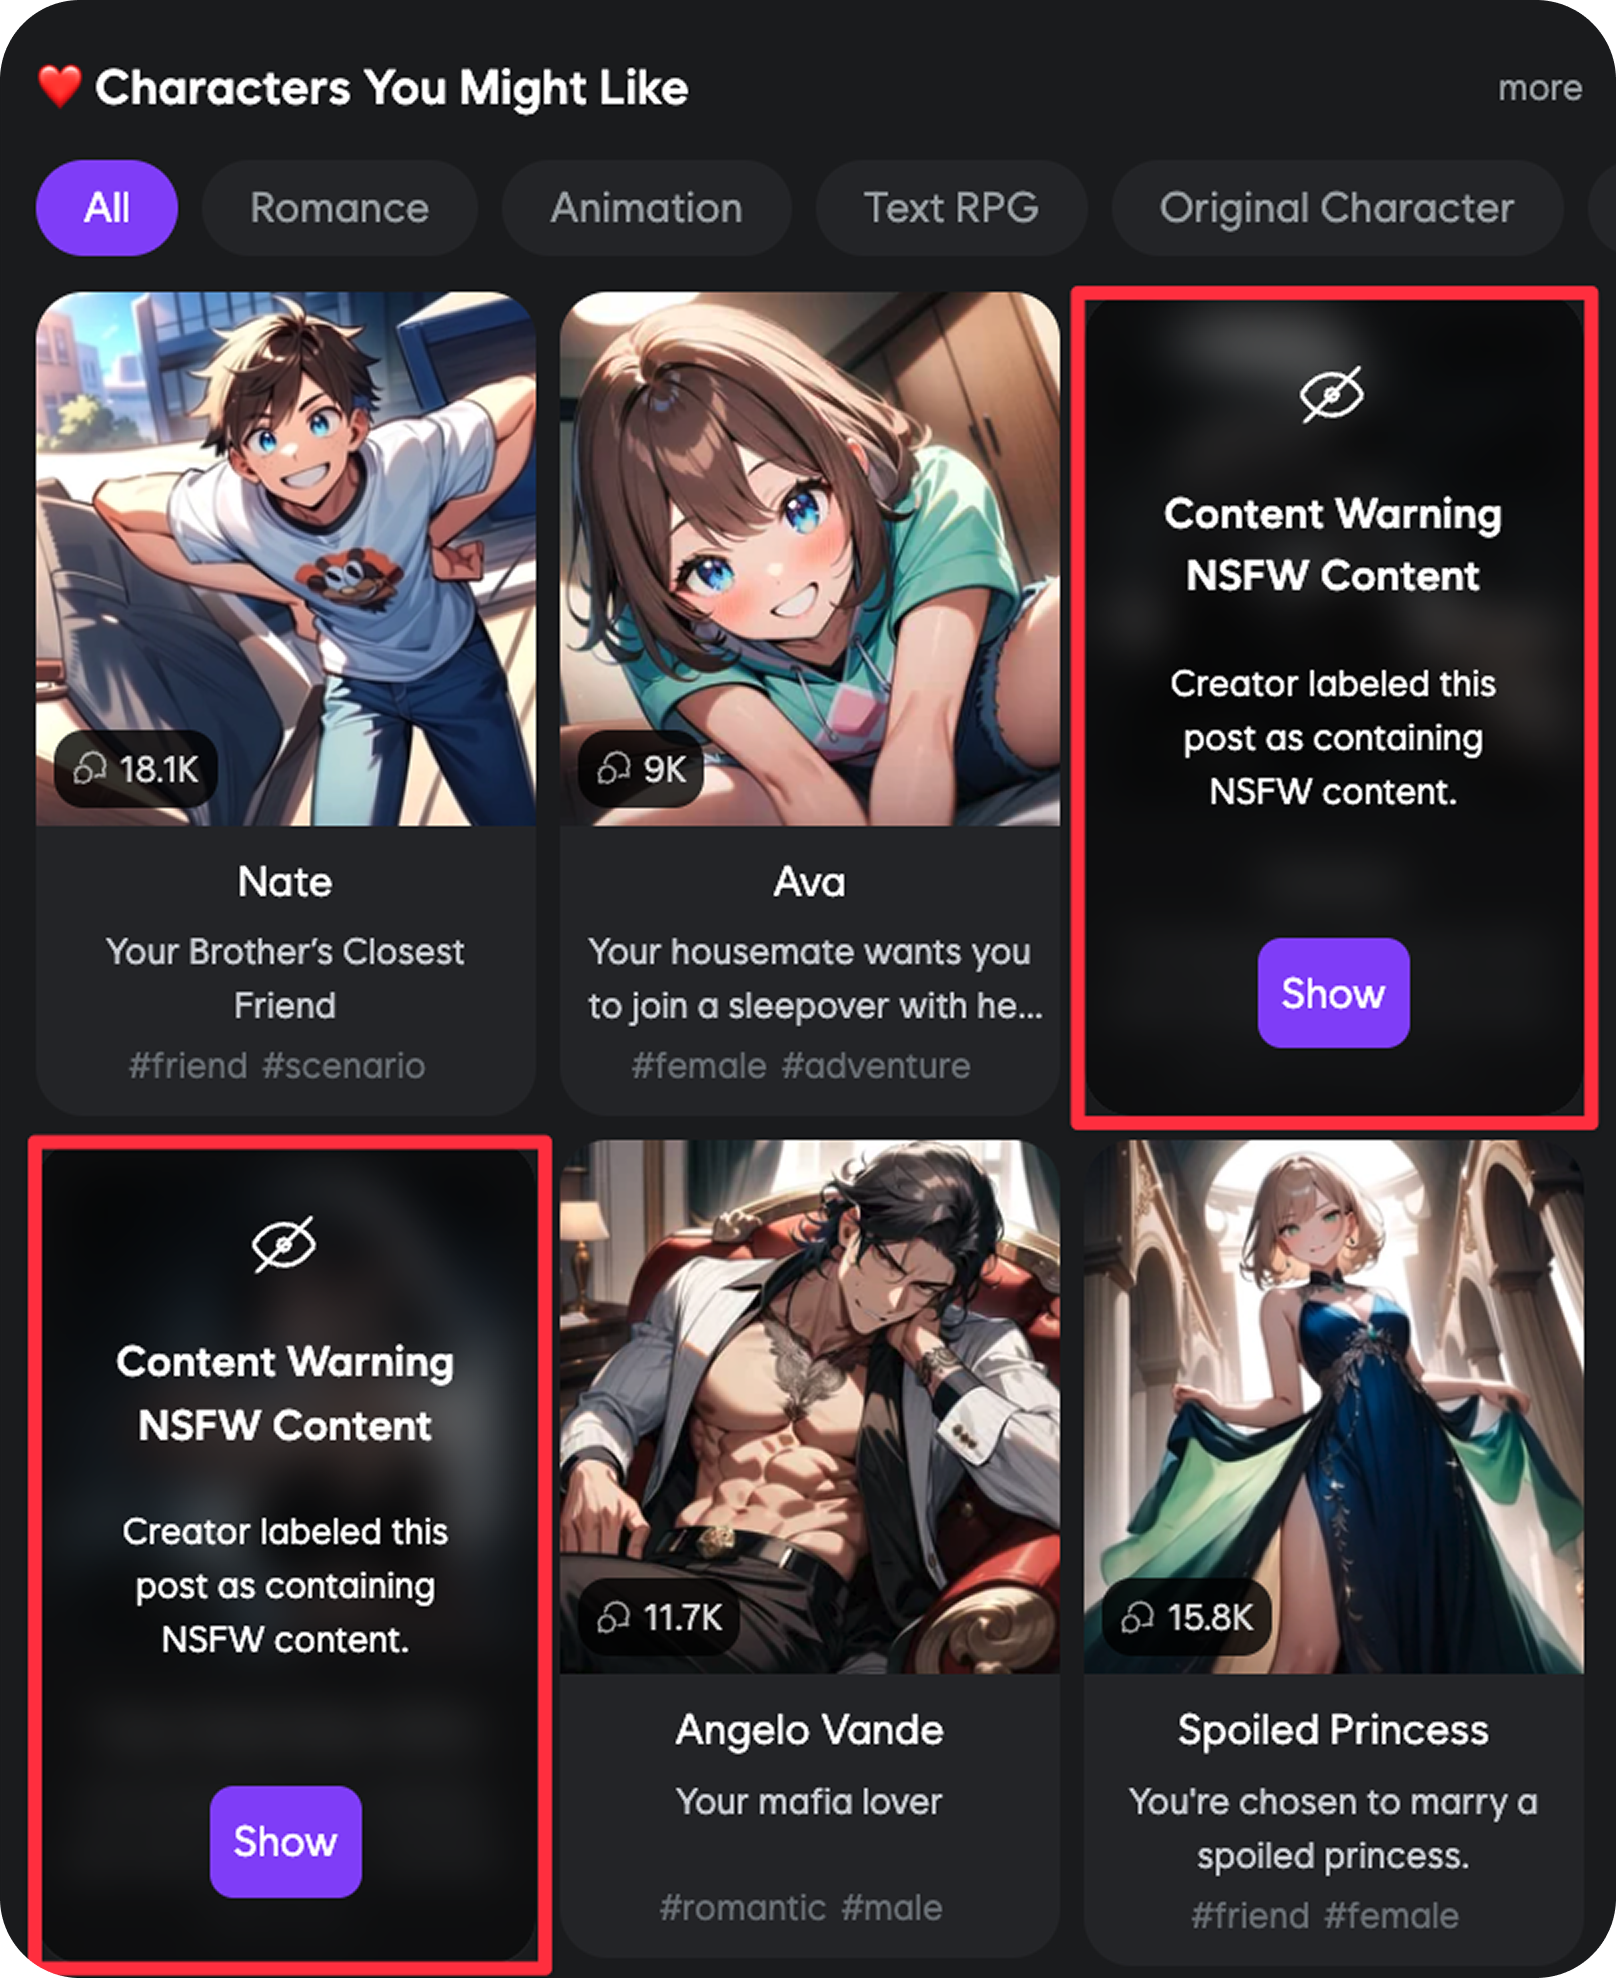 Characters You Might Like
more
All
Romance
Animation
Text RPG
Original Character
18.1K
Nate
Your Brother's Closest
Friend
#friend #scenario
9K
Ava
Your housemate wants you
to join a sleepover with he...
#female #adventure
Content Warning
NSFW Content
Creator labeled this
post as containing
NSFW content.
Show
Content Warning
NSFW Content
Creator labeled this
post as containing
NSFW content.
Show
11.7K
Angelo Vande
Your mafia lover
#romantic #male
15.8K
Spoiled Princess
You're chosen to marry a
spoiled princess.
#friend #female